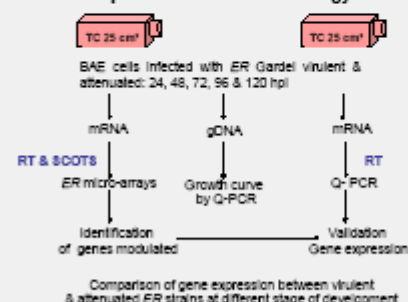 TC 25 cm²
TC 25 cm²
BAE cells infected with ER Gardel virulent &
attenuated: 24, 48, 72, 96 & 120 hpi
mRNA
gDNA
mRNA
RT & SCOTS
RT
ER micro-arrays
Growth curve
by Q-PCR
Q- PCR
Identification
of genes modulated
Validation
Gene expression
Comparison of gene expression between virulent
& attenuated ER strains at different stage of development